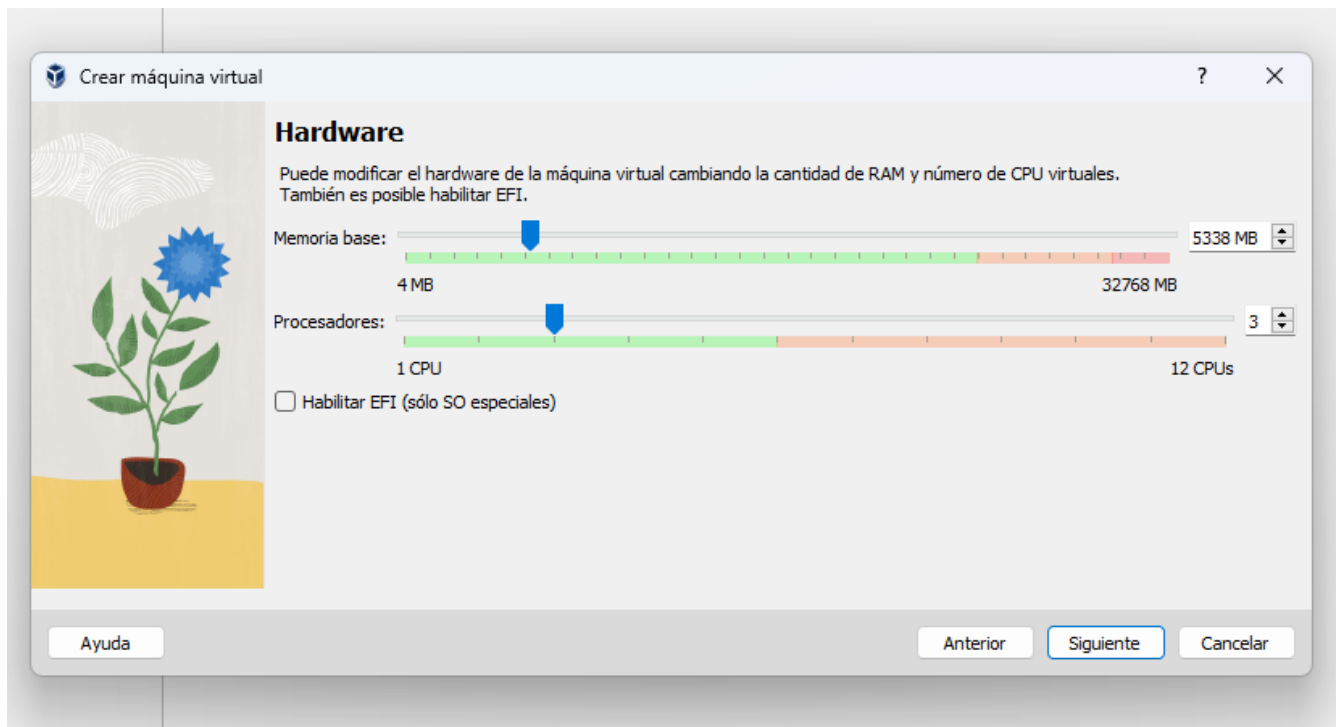 Crear máquina virtual
?
Hardware
Puede modificar el hardware de la máquina virtual cambiando la cantidad de RAM y número de CPU virtuales.
También es posible habilitar EFI.
Memoria base:
5338 MB
4 MB
32768 MB
Procesadores:
3
1 CPU
12 CPUs
Habilitar EFI (sólo SO especiales)
Ayuda
Anterior
Siguiente
Cancelar